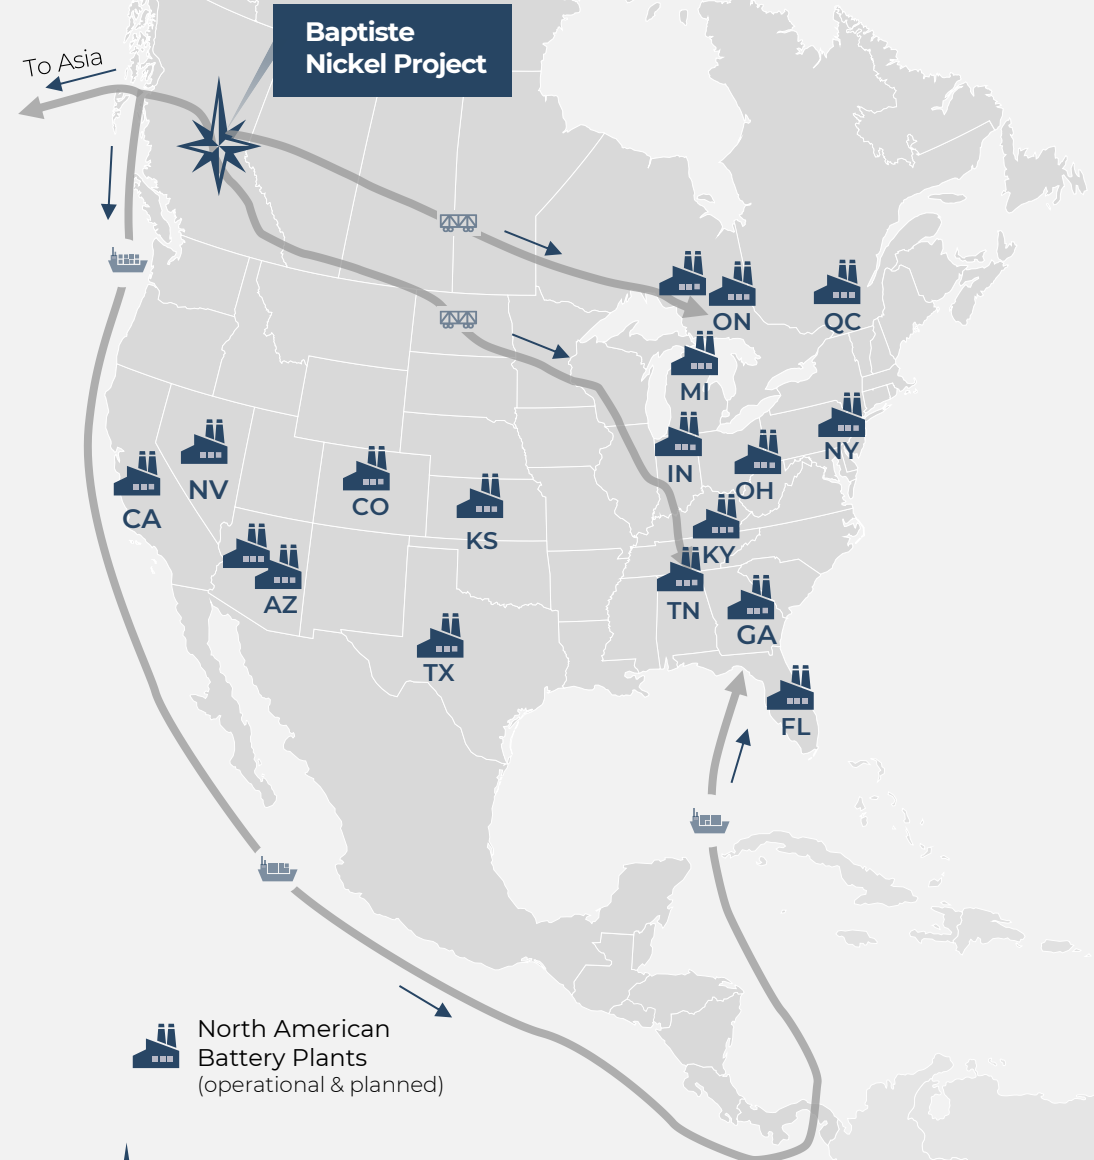 Baptiste
Nickel Project
To Asia
ON
QC
MI
NY
IN
OH
NV
CO
CA
KS
KY
AZ
TN
GA
TX
FL
North American
Battery Plants
(operational & planned)